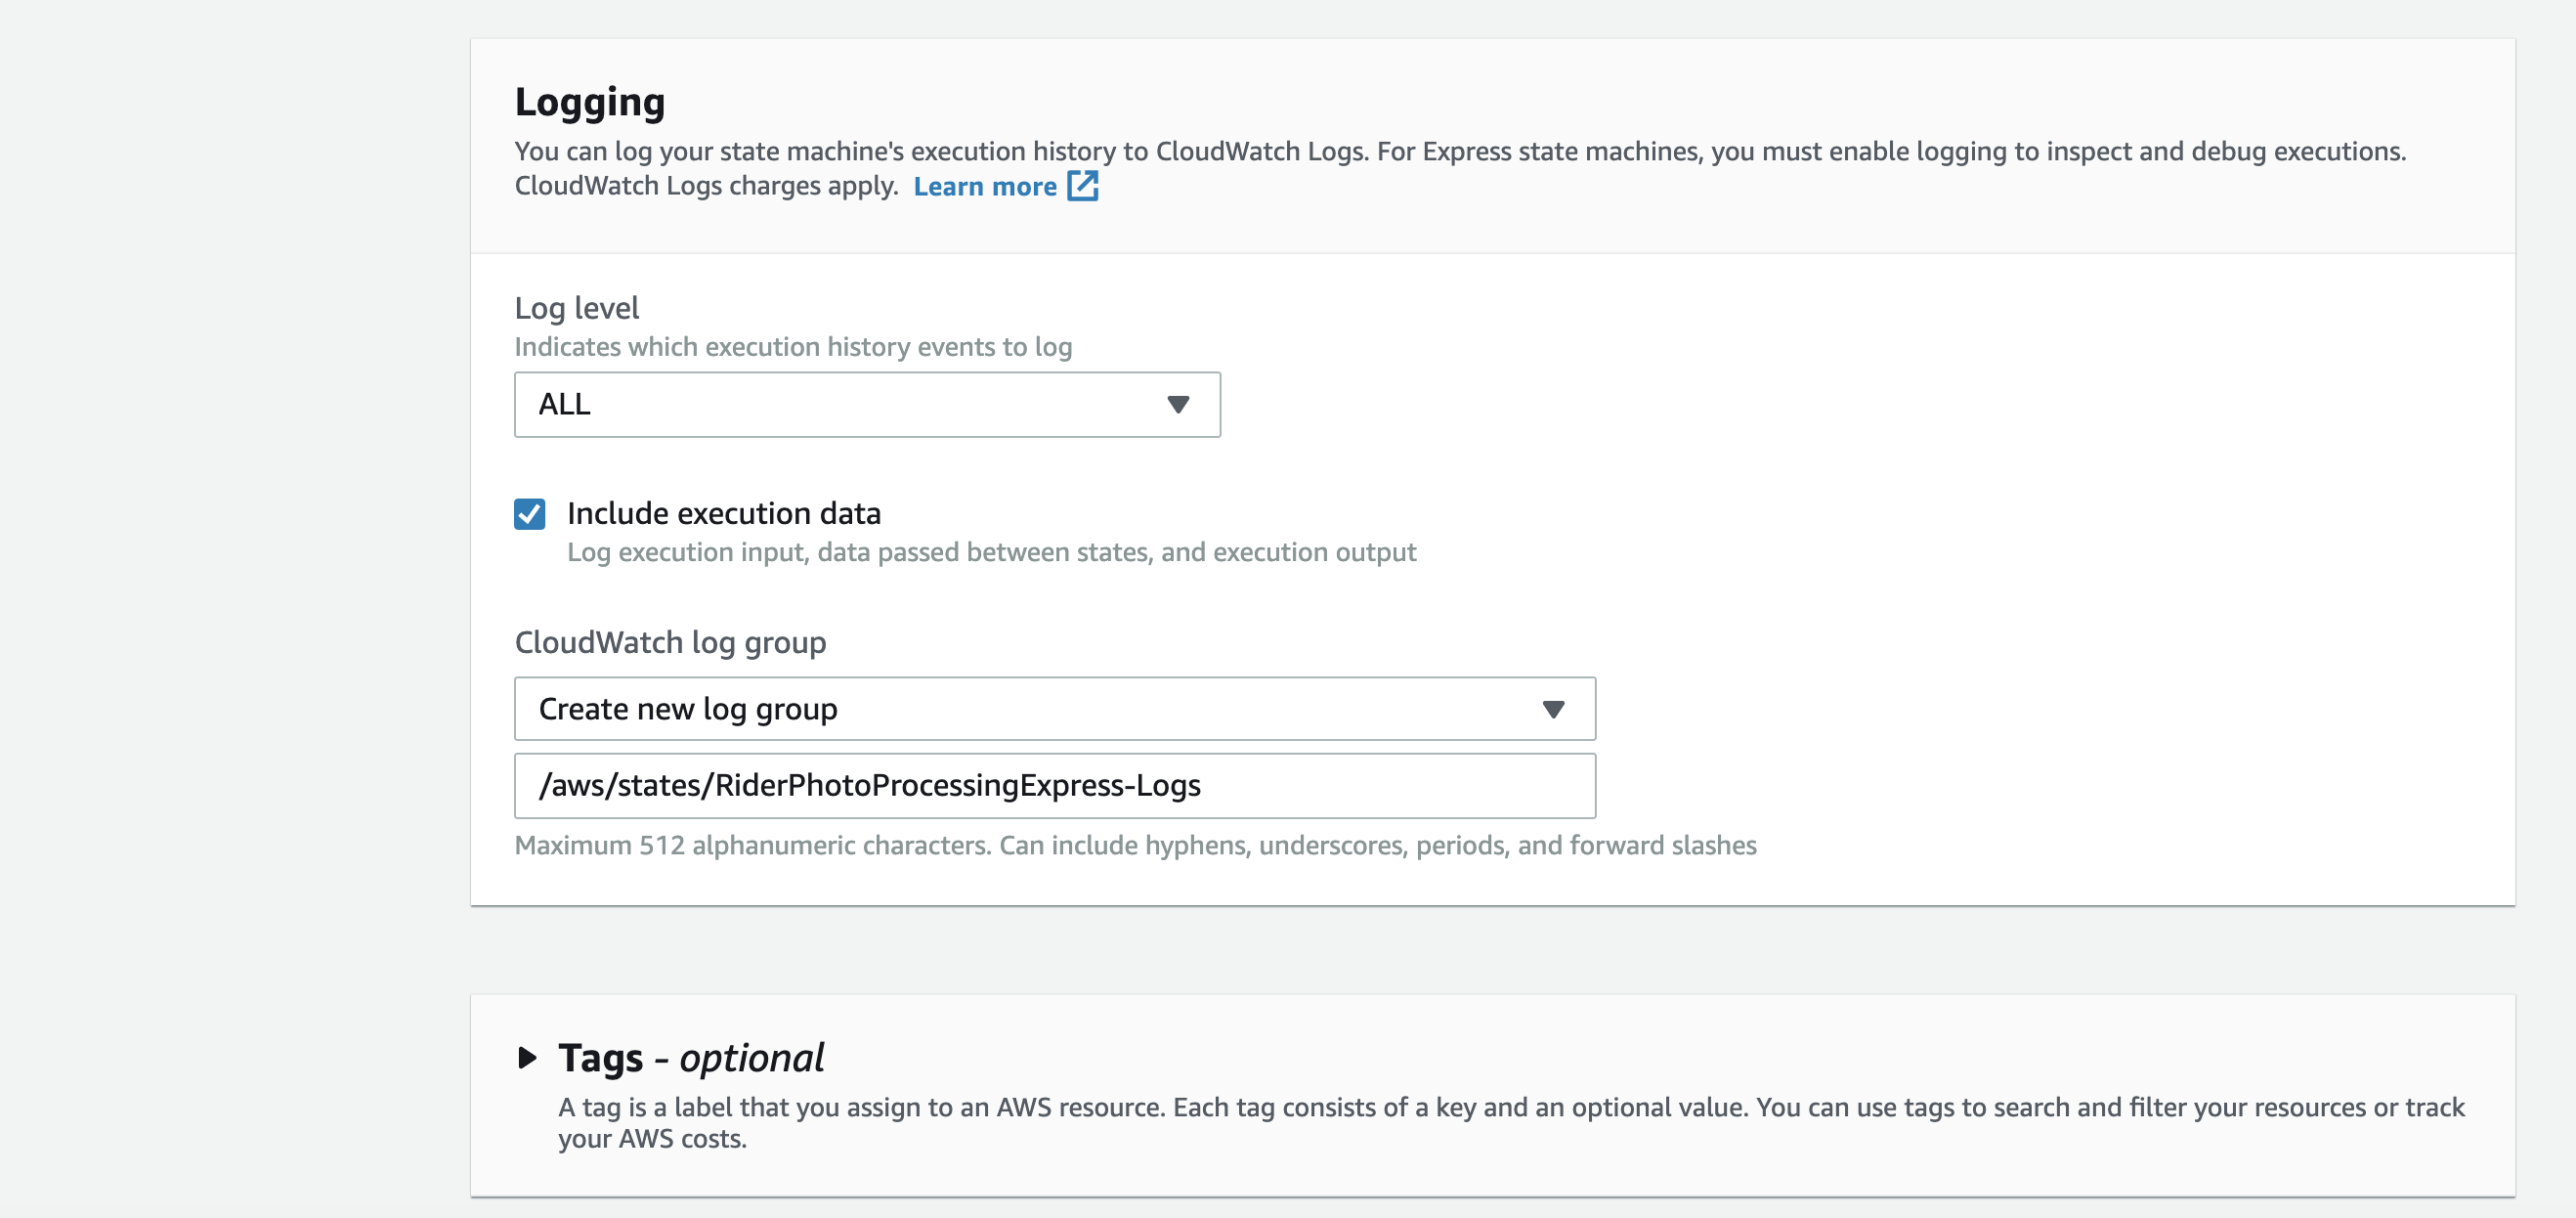 Logging
You can log your state machine's execution history to CloudWatch Logs. For Express state machines, you must enable logging to inspect and debug executions.
CloudWatch Logs charges apply. Learn more
Log level
Indicates which execution history events to log
ALL
Include execution data
Log execution input, data passed between states, and execution output
CloudWatch log group
Create new log group
/aws/states/RiderPhotoProcessingExpress-Logs
Maximum 512 alphanumeric characters. Can include hyphens, underscores, periods, and forward slashes
Tags - optional
A tag is a label that you assign to an AWS resource. Each tag consists of a key and an optional value. You can use tags to search and filter your resources or track
your AWS costs.